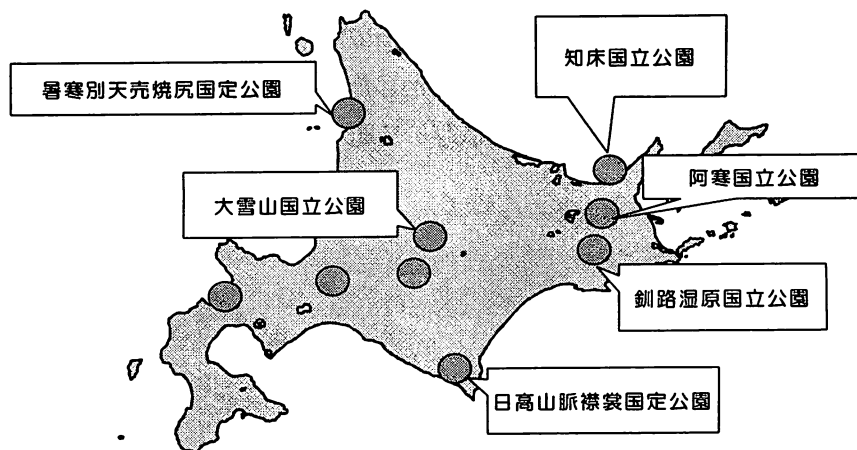 知床国立公園
暑寒別天売焼尻国定公園
阿寒国立公園
大雪山国立公園
釧路湿原国立公園
日高山脈襟裳国定公園